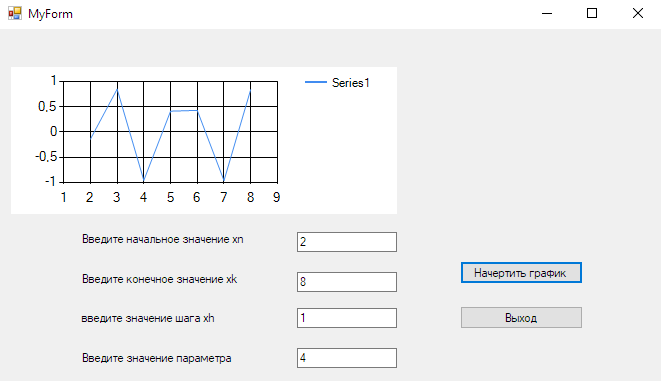 MyForm
1
0,5
0
-0,5
-1
1 2 3 4 5 6 7 8 9
Series1
Введите начальное значение xn
2
Введите конечное значение xk
8
Начертить график
введите значение шага xh
1
Выход
Введите значение параметра
4